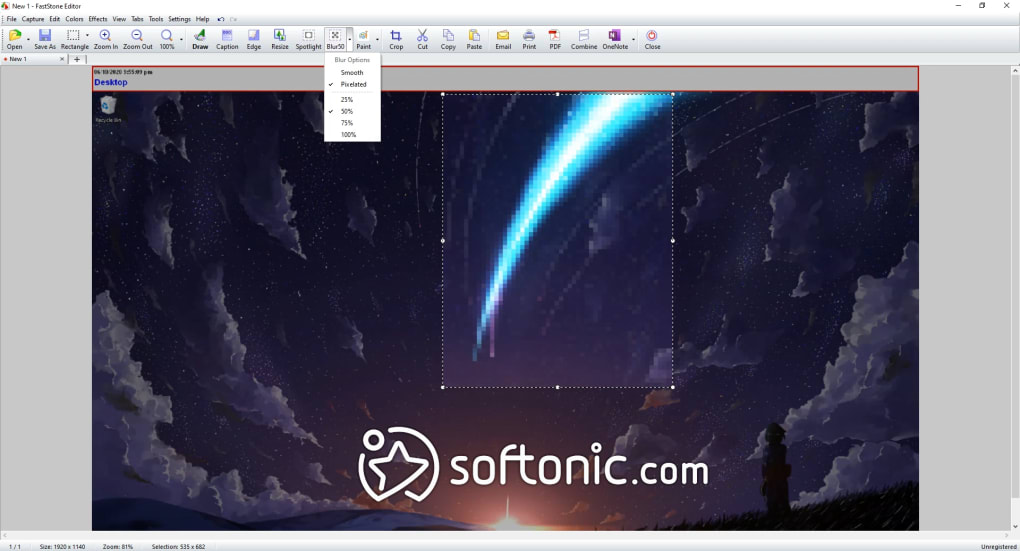 New 1 - FastStone Editor
File Capture Edit Colors Effects View Tabs Tools Settings Help
Open Save As Rectangle Zoom In Zoom Out 100% Draw Caption Edge Resize Spotlight Blur50 Paint Crop Cut Copy Paste Email Print PDF Combine OneNote Close
New 1
Blur Options
Smooth
Pixelated
25%
50%
75%
100%
06/18/2020 3:55:09 pm
Desktop
Recycle Bin
softonic.com
1 / 1 Size: 1920 x 1140 Zoom: 81% Selection: 535 x 682 Unregistered